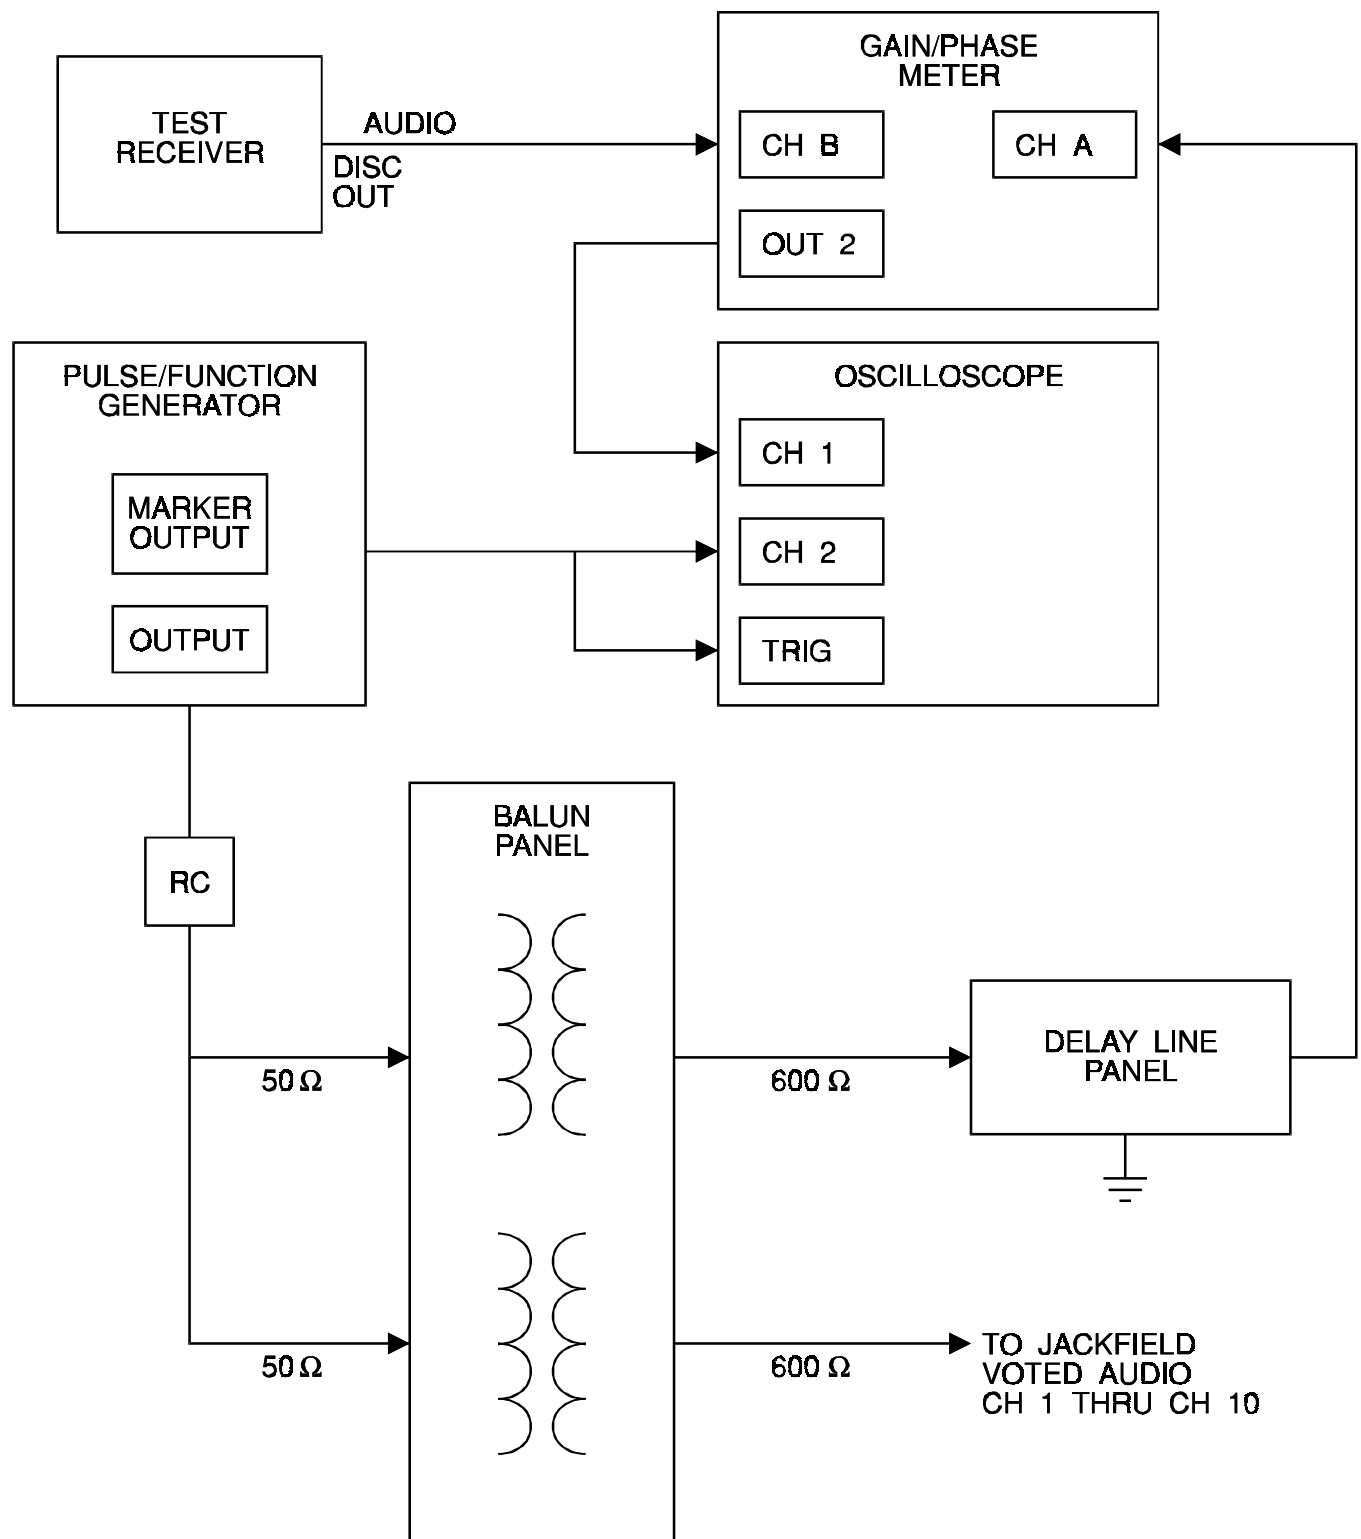 GAIN/PHASE
METER
TEST
RECEIVER
AUDIO
DISC
OUT
CH B
CH A
OUT 2
PULSE/FUNCTION
GENERATOR
MARKER
OUTPUT
OUTPUT
OSCILLOSCOPE
CH 1
CH 2
TRIG
BALUN
PANEL
RC
50 Ω
600 Ω
DELAY LINE
PANEL
50 Ω
600 Ω
TO JACKFIELD
VOTED AUDIO
CH 1 THRU CH 10